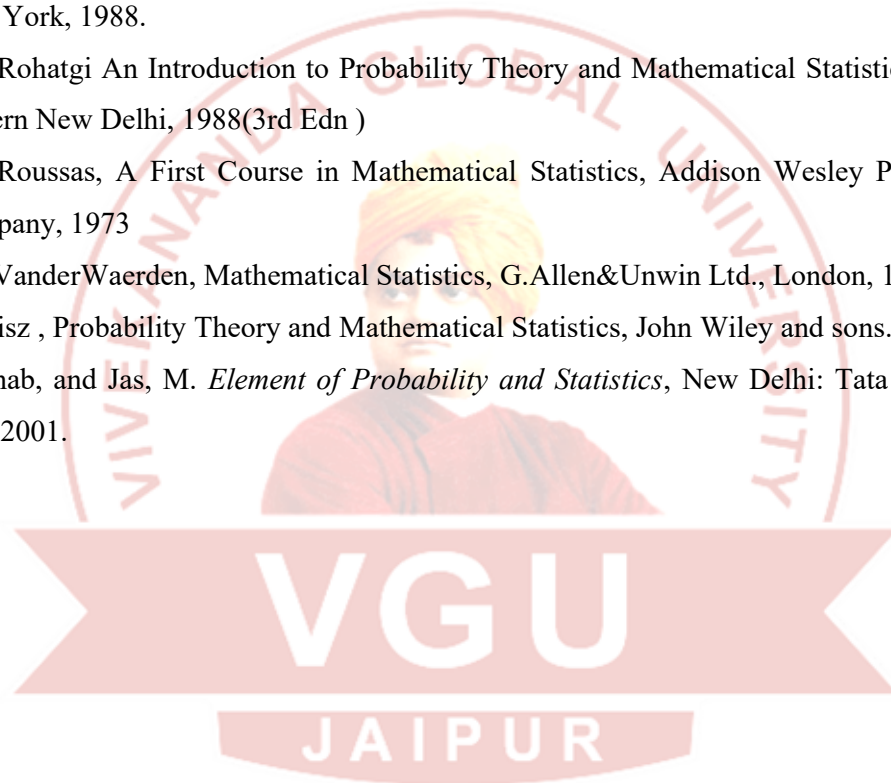 York, 1988.
Rohatgi An Introduction to Probability Theory and Mathematical
ern New Delhi, 1988(3rd Edn )
Roussas, A First Course in Mathematical Statistics, Addison Wesley P
pany, 1973
VanderWaerden, Mathematical Statistics, G.Allen&Unwin Ltd., London, 1
isz , Probability Theory and Mathematical Statistics, John Wiley and sons.
nab, and Jas, M. Element of Probability and Statistics, New Delhi: Tata
2001.
VIVEKANANDA GLOBAL UNIVERSITY
VGU
JAIPUR